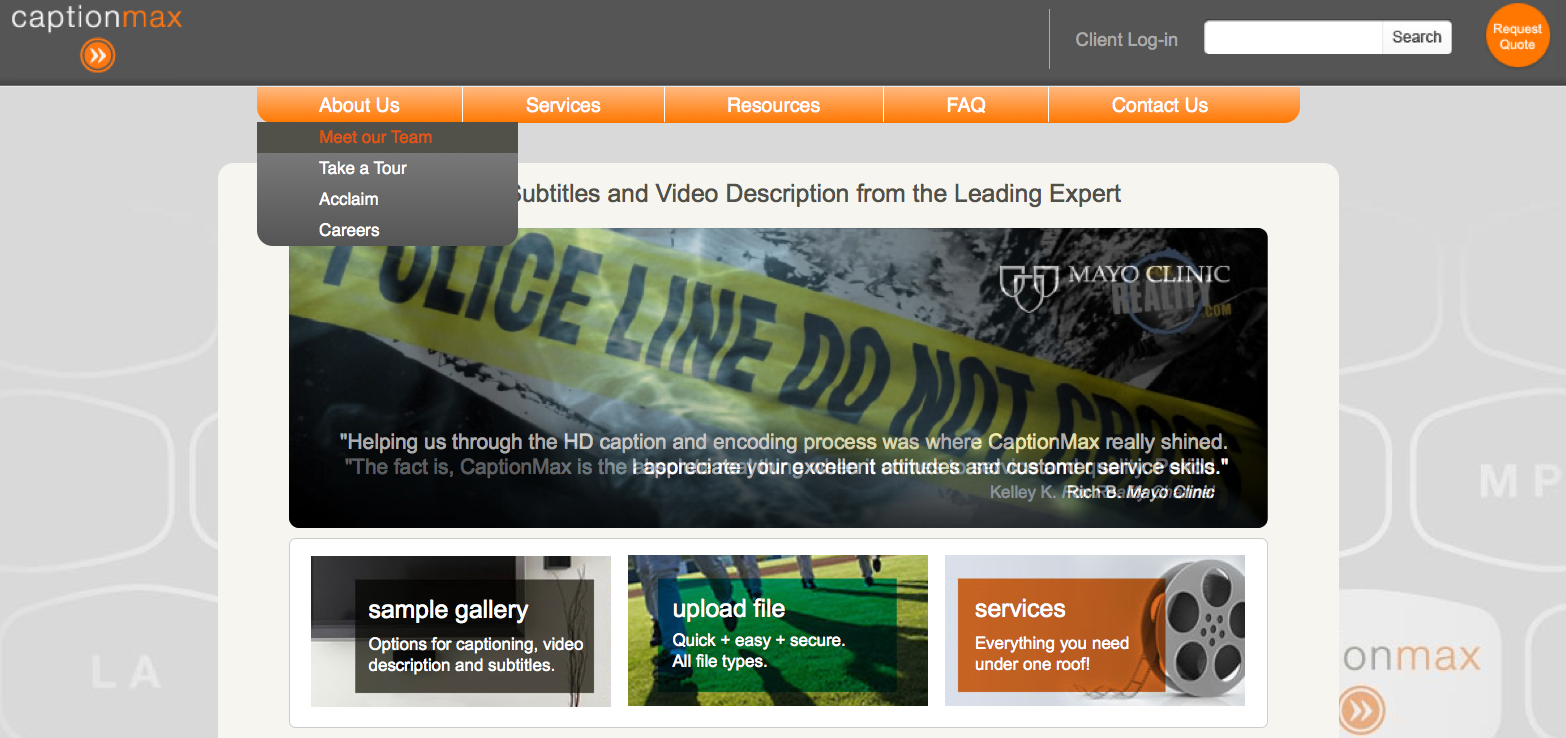 captionmax
Client Log-in
Search
Request
Quote
About Us
Services
Resources
FAQ
Contact Us
Meet our Team
Take a Tour
Acclaim
Careers
Subtitles and Video Description from the Leading Expert
POLICE LINE DO NOT CROSS
MAYO CLINIC
REALITY
.COM
"Helping us through the HD caption and encoding process was where CaptionMax really shined.
"The fact is, CaptionMax is the
I appreciate your excellent attitudes and customer service skills."
Kelley K.
Rich B. Mayo Clinic
sample gallery
Options for captioning, video
description and subtitles.
upload file
Quick + easy + secure.
All file types.
services
Everything you need
under one roof!
LA
MP
onmax